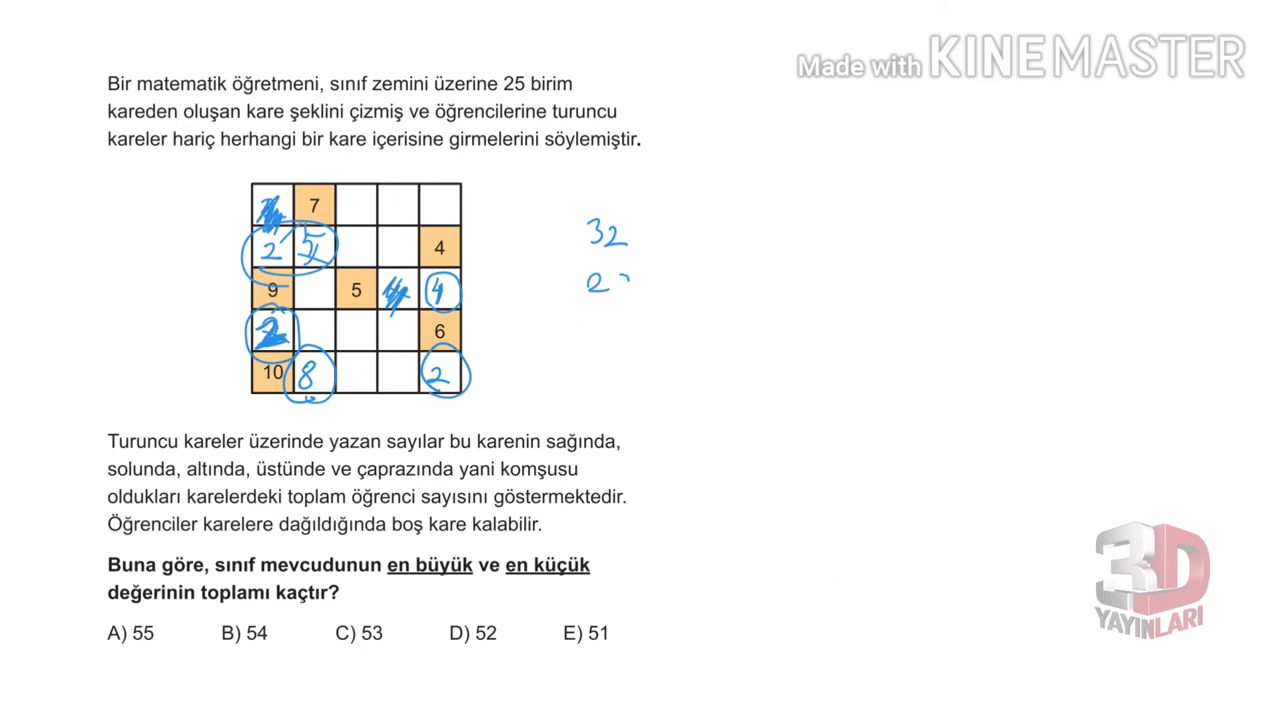 Made with KINEMASTER
Bir matematik öğretmeni, sınıf zemini üzerine 25 birim
kareden oluşan kare şeklini çizmiş ve öğrencilerine turuncu
kareler hariç herhangi bir kare içerisine girmelerini söylemiştir.
7
2 5 4
9 5 4
2 6
10 8 2
32
2
Turuncu kareler üzerinde yazan sayılar bu karenin sağında,
solunda, altında, üstünde ve çaprazında yani komşusu
oldukları karelerdeki toplam öğrenci sayısını göstermektedir.
Öğrenciler karelere dağıldığında boş kare kalabilir.
Buna göre, sınıf mevcudunun en büyük ve en küçük
değerinin toplamı kaçtır?
A) 55 B) 54 C) 53 D) 52 E) 51
3D
YAYINLARI